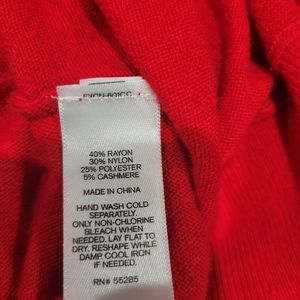 40% RAYON
30% NYLON
25% POLYESTER
5% CASHMERE
MADE IN CHINA
HAND WASH COLD
SEPARATELY.
ONLY NON-CHLORINE
BLEACH WHEN
NEEDED. LAY FLAT TO
DRY. RESHAPE WHILE
DAMP. COOL IRON
IF NEEDED.
RN# 55285